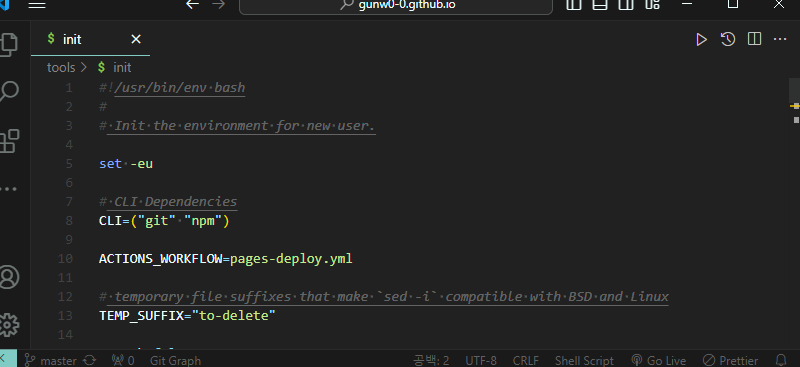 gunw0-0.github.io
$ init
tools > $ init
1 #!/usr/bin/env bash
2 #
3 # Init the environment for new user.
4
5 set -eu
6
7 # CLI Dependencies
8 CLI=("git" "npm")
9
10 ACTIONS_WORKFLOW=pages-deploy.yml
11
12 # temporary file suffixes that make `sed -i` compatible with BSD and Linux
13 TEMP_SUFFIX="to-delete"
14
master 0 Git Graph 공백: 2 UTF-8 CRLF Shell Script Go Live Prettier